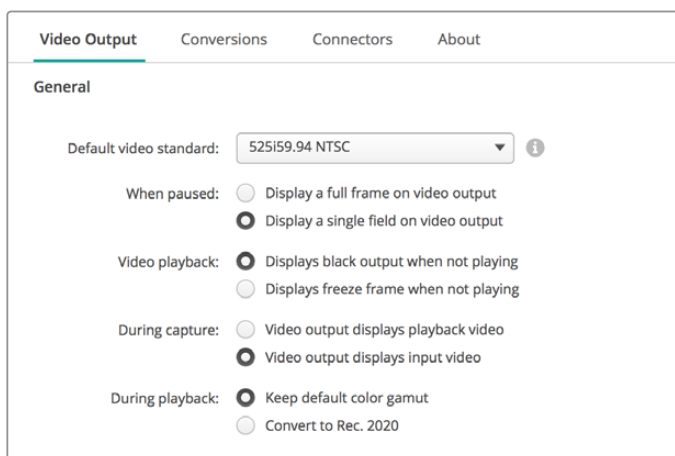 Video Output Conversions Connectors About
General
Default video standard: 525i59.94 NTSC
When paused: Display a full frame on video output
Display a single field on video output
Video playback: Displays black output when not playing
Displays freeze frame when not playing
During capture: Video output displays playback video
Video output displays input video
During playback: Keep default color gamut
Convert to Rec. 2020